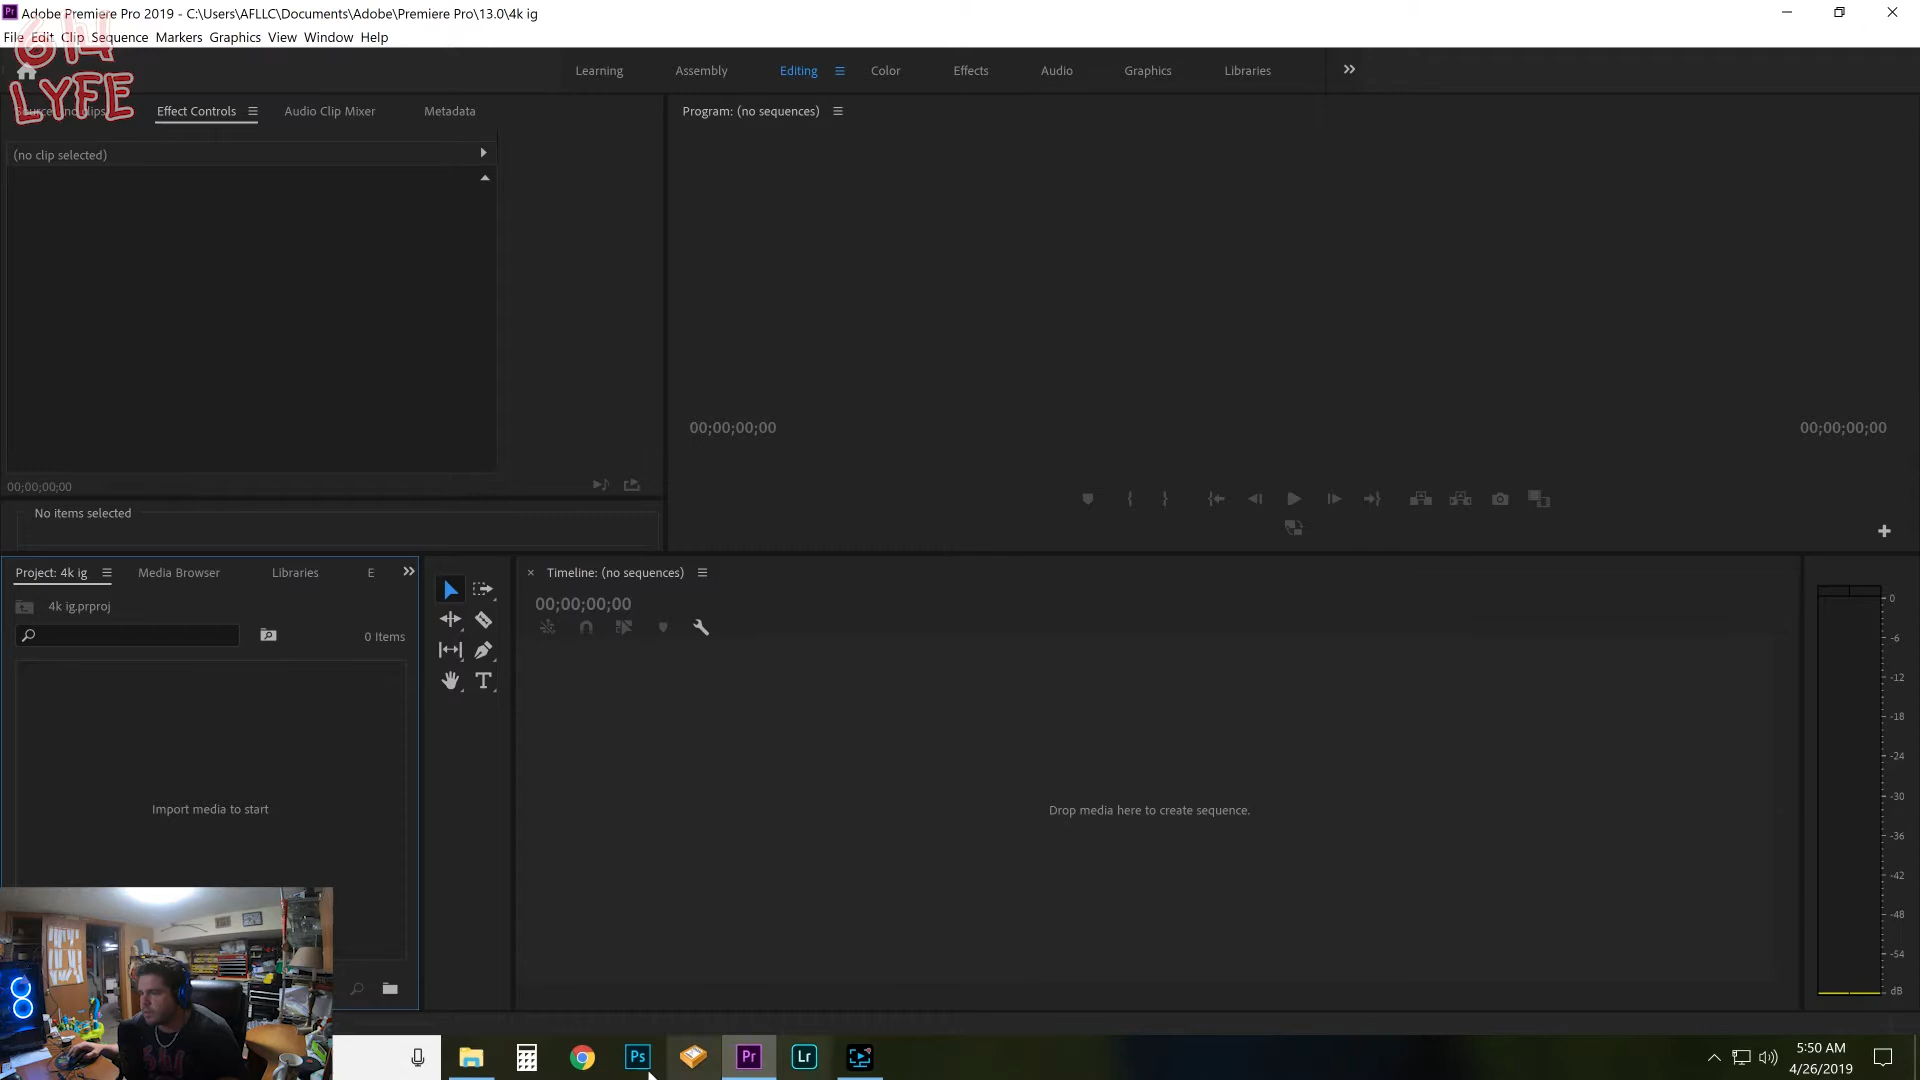 Adobe Premiere Pro 2019 - C:\Users\AFLLC\Documents\Adobe\Premiere Pro\13.0\4k ig
File Edit Clip Sequence Markers Graphics View Window Help
LYFE
Learning Assembly Editing Color Effects Audio Graphics Libraries
Effect Controls Audio Clip Mixer Metadata
Program: (no sequences)
(no clip selected)
00;00;00;00 00;00;00;00
00;00;00;00
No items selected
Project: 4k ig Media Browser Libraries E
Timeline: (no sequences)
4k ig.prproj
00;00;00;00
0 Items
Import media to start
Drop media here to create sequence.
0
-6
-12
-18
-24
-30
-36
-42
-48
-54
dB
T
Ps Pr Lr
5:50 AM
4/26/2019